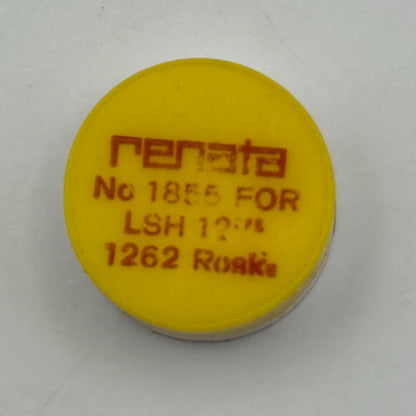 renata
No 1855 FOR
LSH
1262